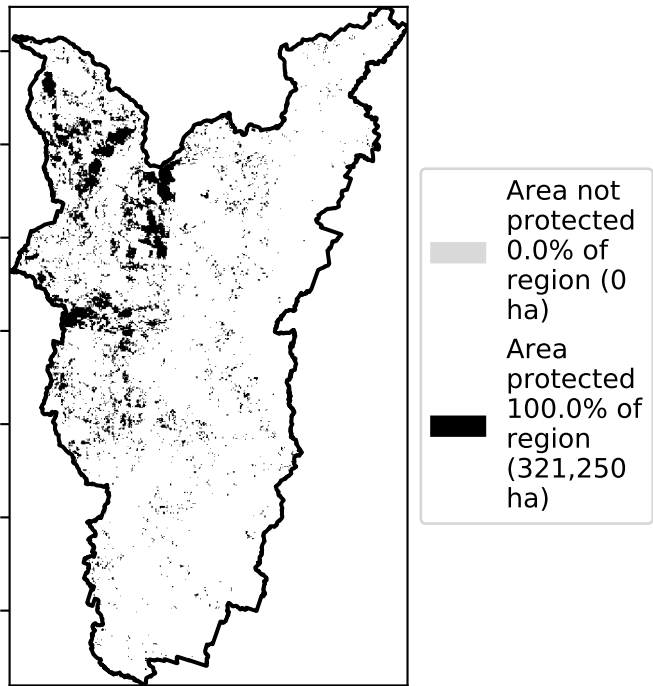 Area not
protected
0.0% of
region (0
ha)
Area
protected
100.0% of
region
(321,250
ha)